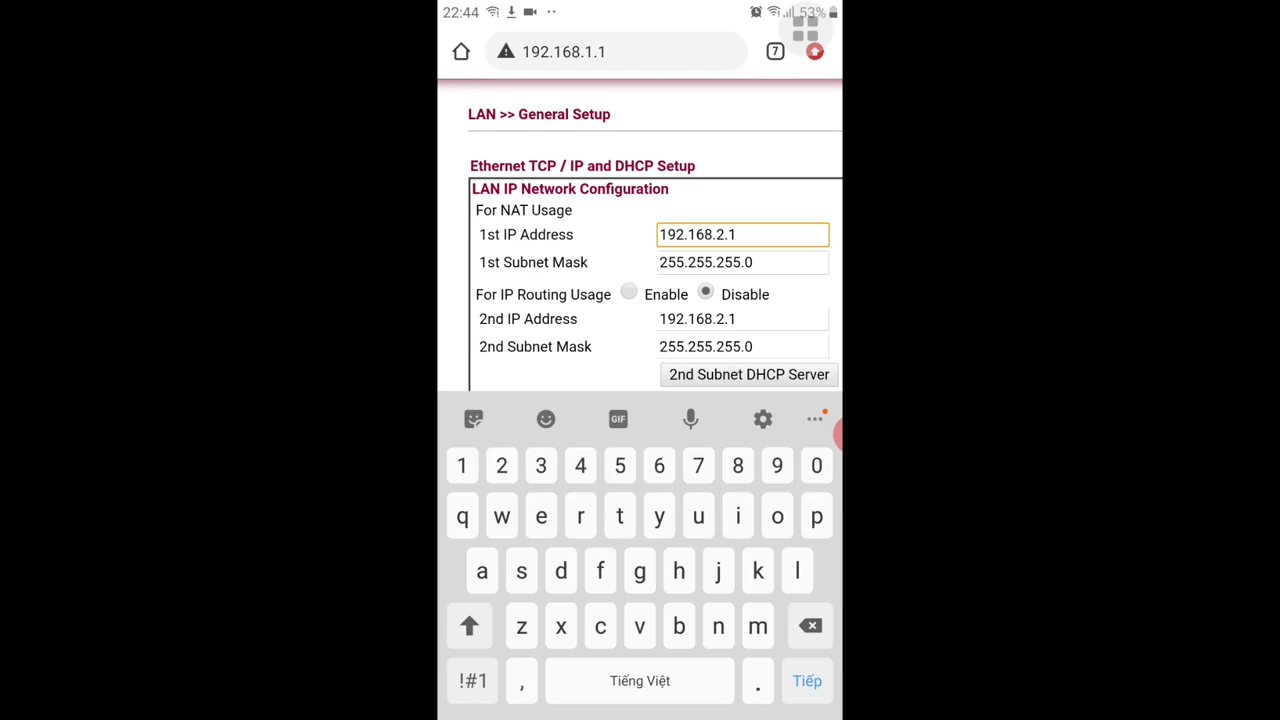 22:44 53%
192.168.1.1 7
LAN >> General Setup
Ethernet TCP / IP and DHCP Setup
LAN IP Network Configuration
For NAT Usage
1st IP Address 192.168.2.1
1st Subnet Mask 255.255.255.0
For IP Routing Usage Enable Disable
2nd IP Address 192.168.2.1
2nd Subnet Mask 255.255.255.0
2nd Subnet DHCP Server
GIF
1 2 3 4 5 6 7 8 9 0
q w e r t y u i o p
a s d f g h j k l
z x c v b n m
!#1 , Tiếng Việt . Tiếp